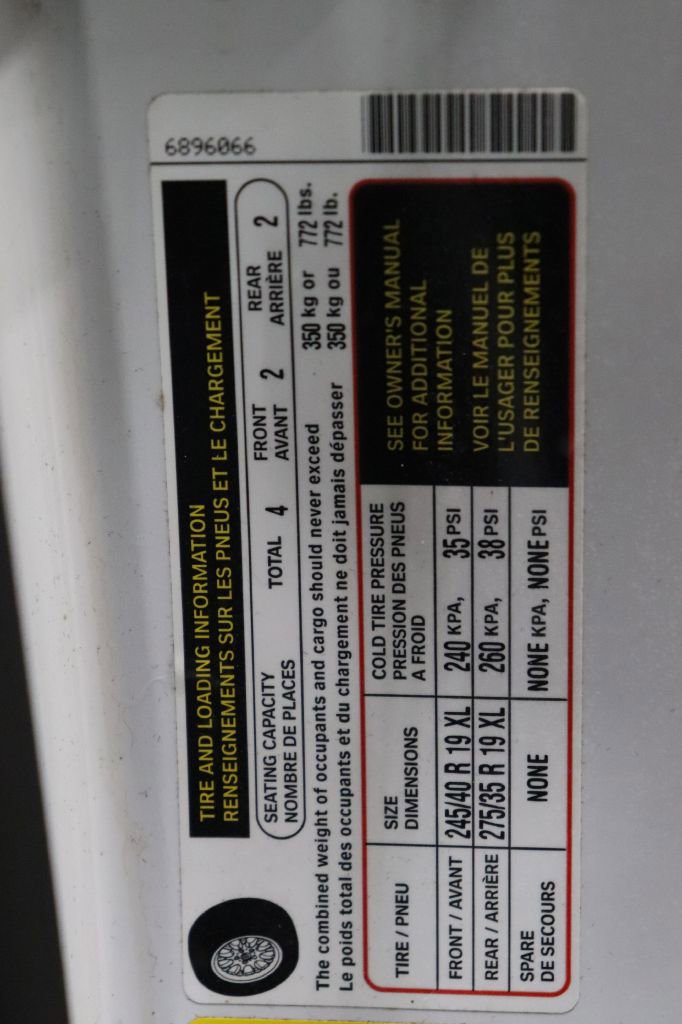 6896066
TIRE AND LOADING INFORMATION
RENSEIGNEMENTS SUR LES PNEUS ET LE CHARGEMENT
SEATING CAPACITY
NOMBRE DE PLACES
TOTAL 4
FRONT
AVANT 2
REAR
ARRIÈRE 2
The combined weight of occupants and cargo should never exceed 350 kg or 772 lbs.
Le poids total des occupants et du chargement ne doit jamais dépasser 350 kg ou 772 lb.
TIRE / PNEU
SIZE
DIMENSIONS
COLD TIRE PRESSURE
PRESSION DES PNEUS
A FROID
FRONT / AVANT 245/40 R 19 XL 240 KPA, 35 PSI
REAR / ARRIÈRE 275/35 R 19 XL 260 KPA, 38 PSI
SPARE
DE SECOURS NONE NONE KPA, NONE PSI
SEE OWNER'S MANUAL
FOR ADDITIONAL
INFORMATION
VOIR LE MANUEL DE
L'USAGER POUR PLUS
DE RENSEIGNEMENTS